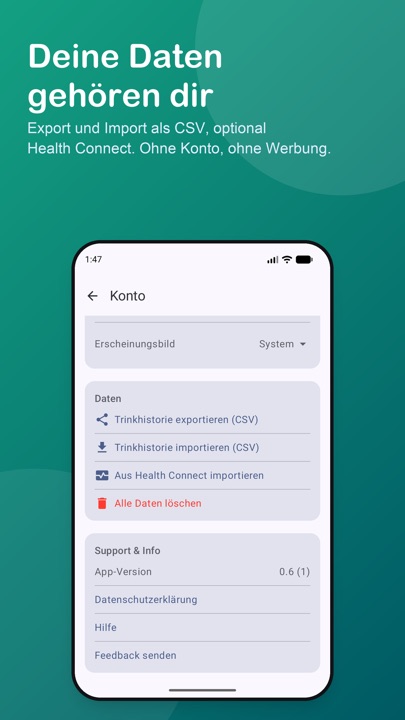 Deine Daten
gehören dir
Export und Import als CSV, optional
Health Connect. Ohne Konto, ohne Werbung.
1:47
Konto
Erscheinungsbild System
Daten
Trinkhistorie exportieren (CSV)
Trinkhistorie importieren (CSV)
Aus Health Connect importieren
Alle Daten löschen
Support & Info
App-Version 0.6 (1)
Datenschutzerklärung
Hilfe
Feedback senden